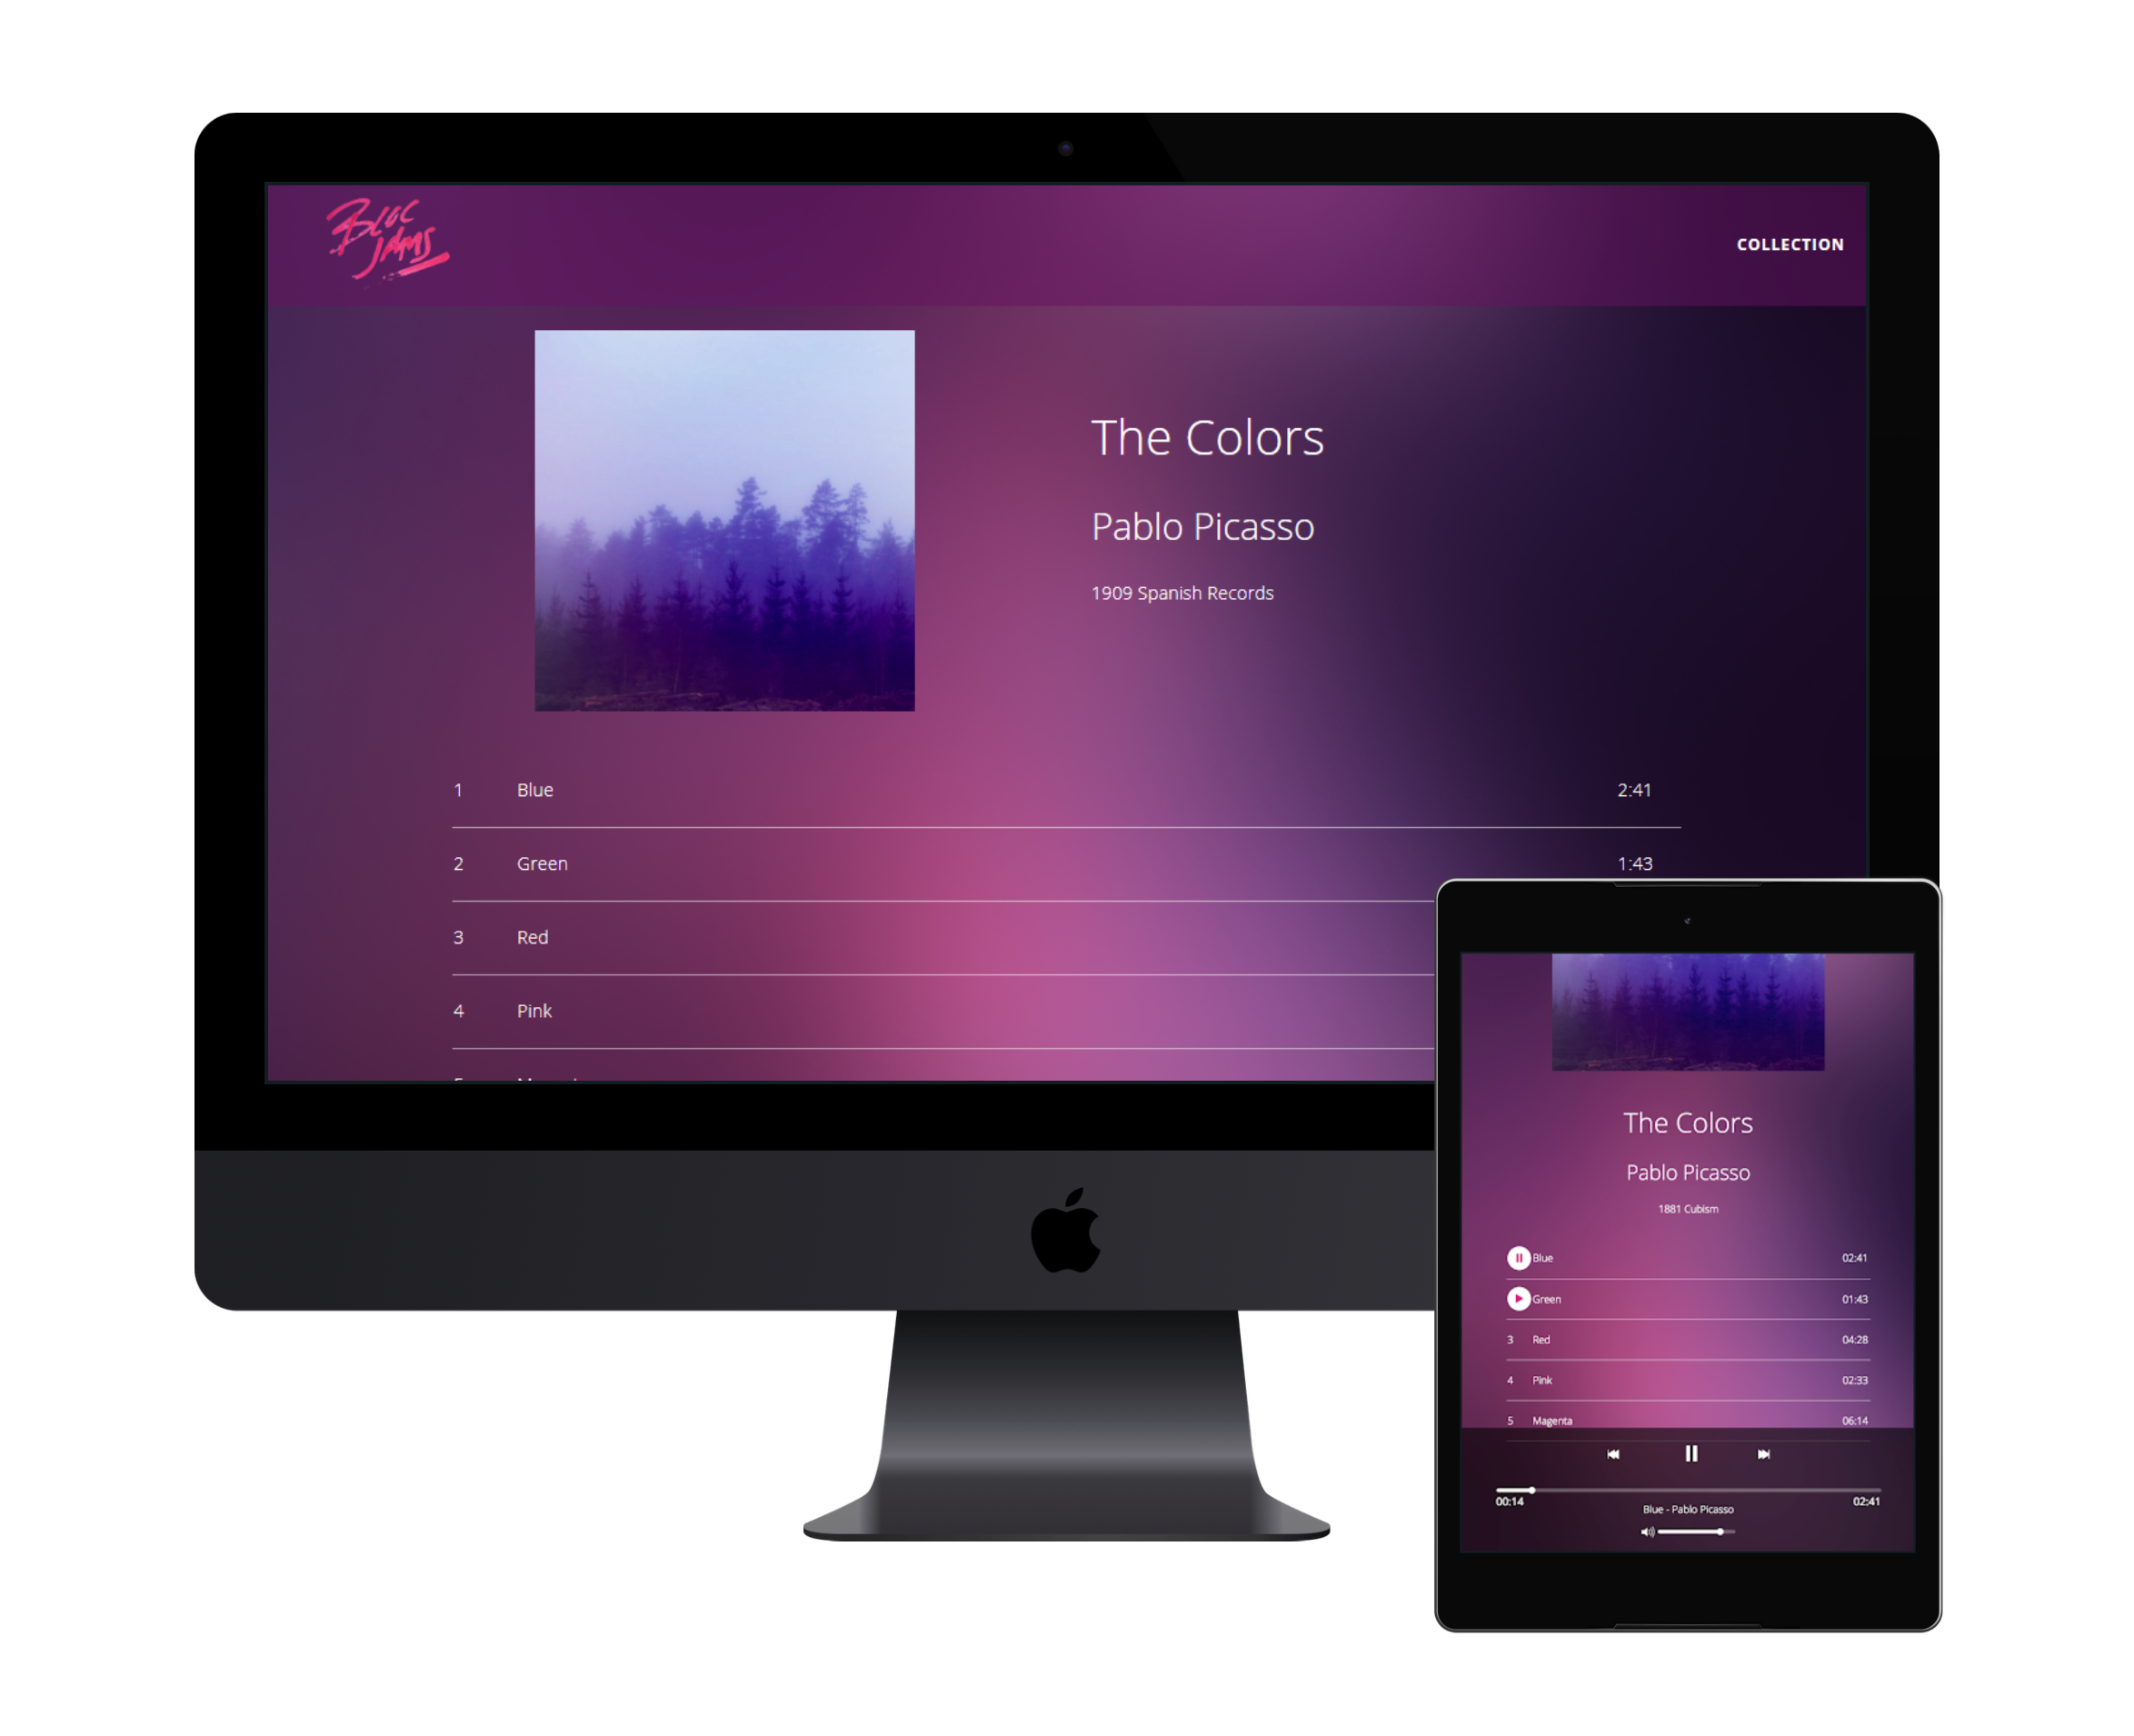 BLOC
JAMS
COLLECTION
The Colors
Pablo Picasso
1909 Spanish Records
1 Blue 2:41
2 Green 1:43
3 Red
4 Pink
The Colors
Pablo Picasso
1881 Cubism
Blue 02:41
Green 01:43
3 Red 04:28
4 Pink 02:33
5 Magenta 06:14
00:14 02:41
Blue - Pablo Picasso